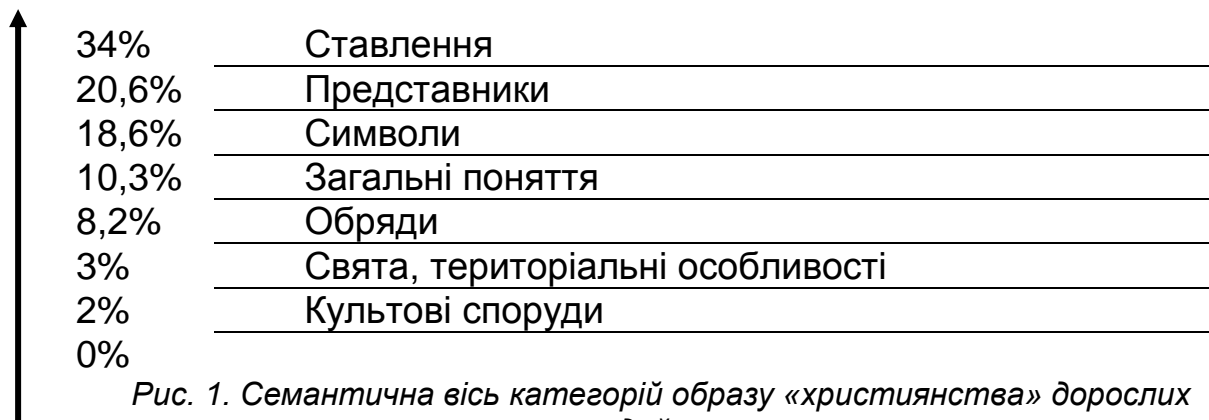 34% Ставлення
20,6% Представники
18,6% Символи
10,3% Загальні поняття
8,2% Обряди
3% Свята, територіальні особливості
2% Культові споруди
0%
Рис. 1. Семантична вісь категорій образу «християнства» дорослих